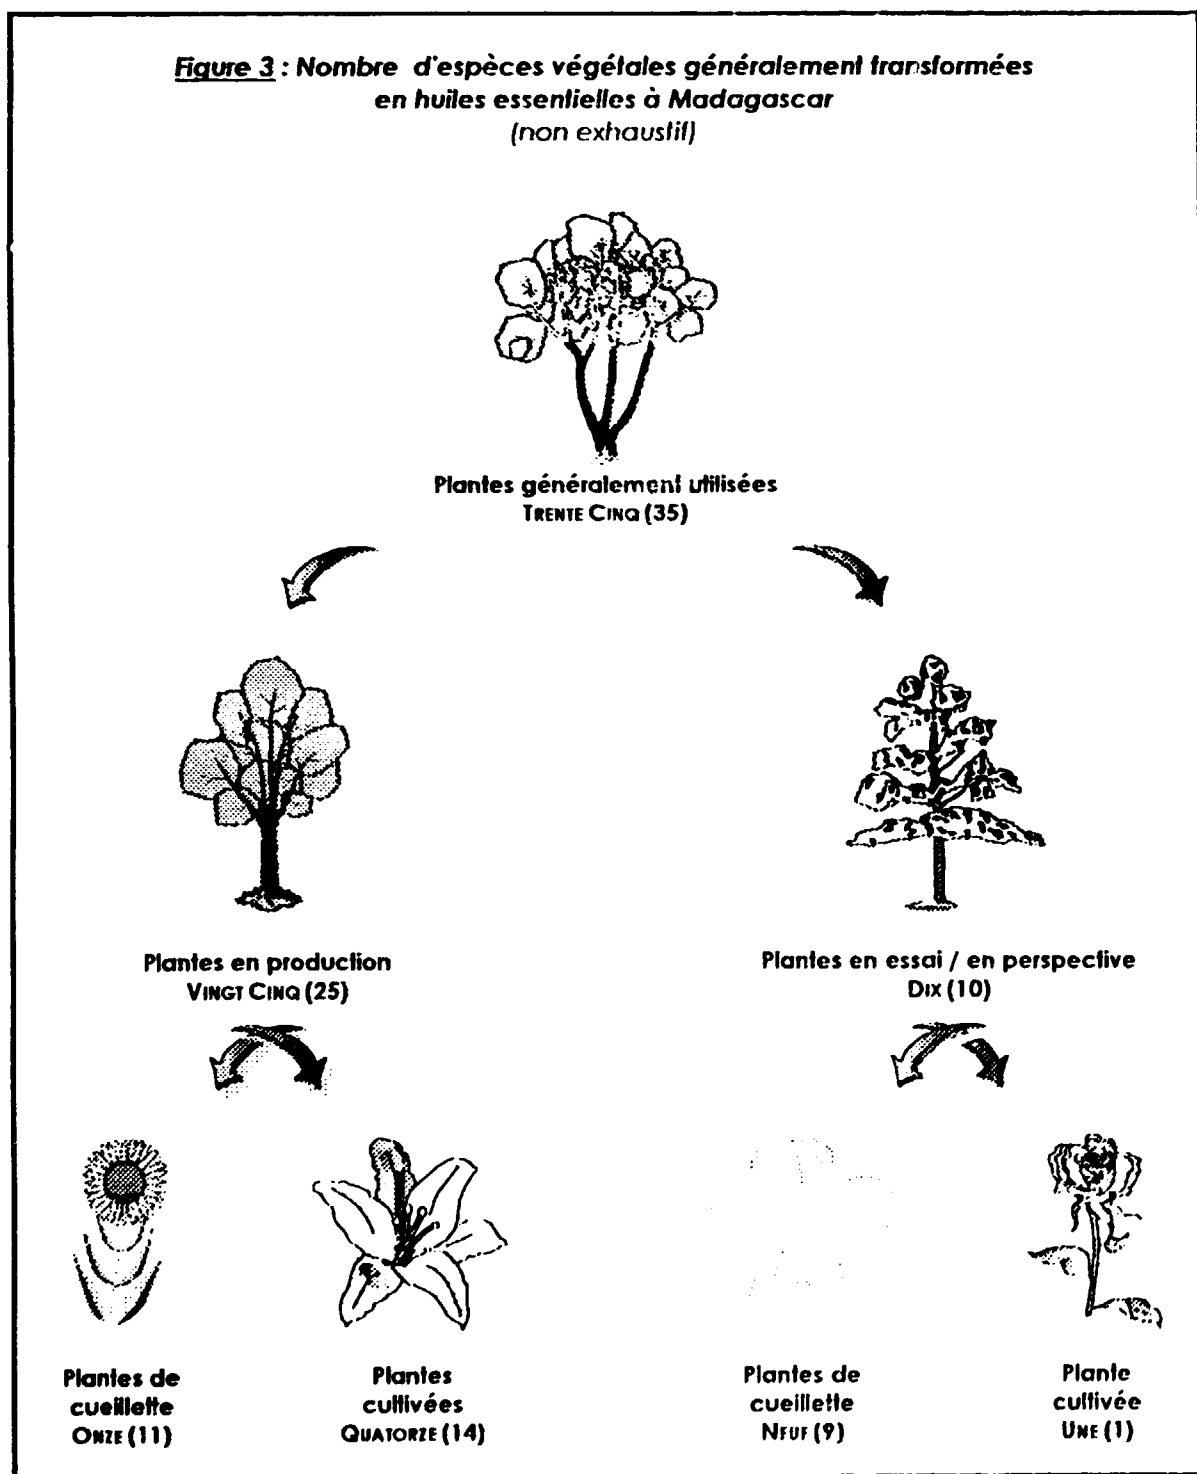 Figure 3 : Nombre d'espèces végétales généralement transformées
en huiles essentielles à Madagascar
(non exhaustif)
Plantes généralement utilisées
TRENTE CINQ (35)
Plantes en production
VINGT CINQ (25)
Plantes en essai / en perspective
DIX (10)
Plantes de
cueillette
ONZE (11)
Plantes
cultivées
QUATORZE (14)
Plantes de
cueillette
NEUF (9)
Plante
cultivée
UNE (1)